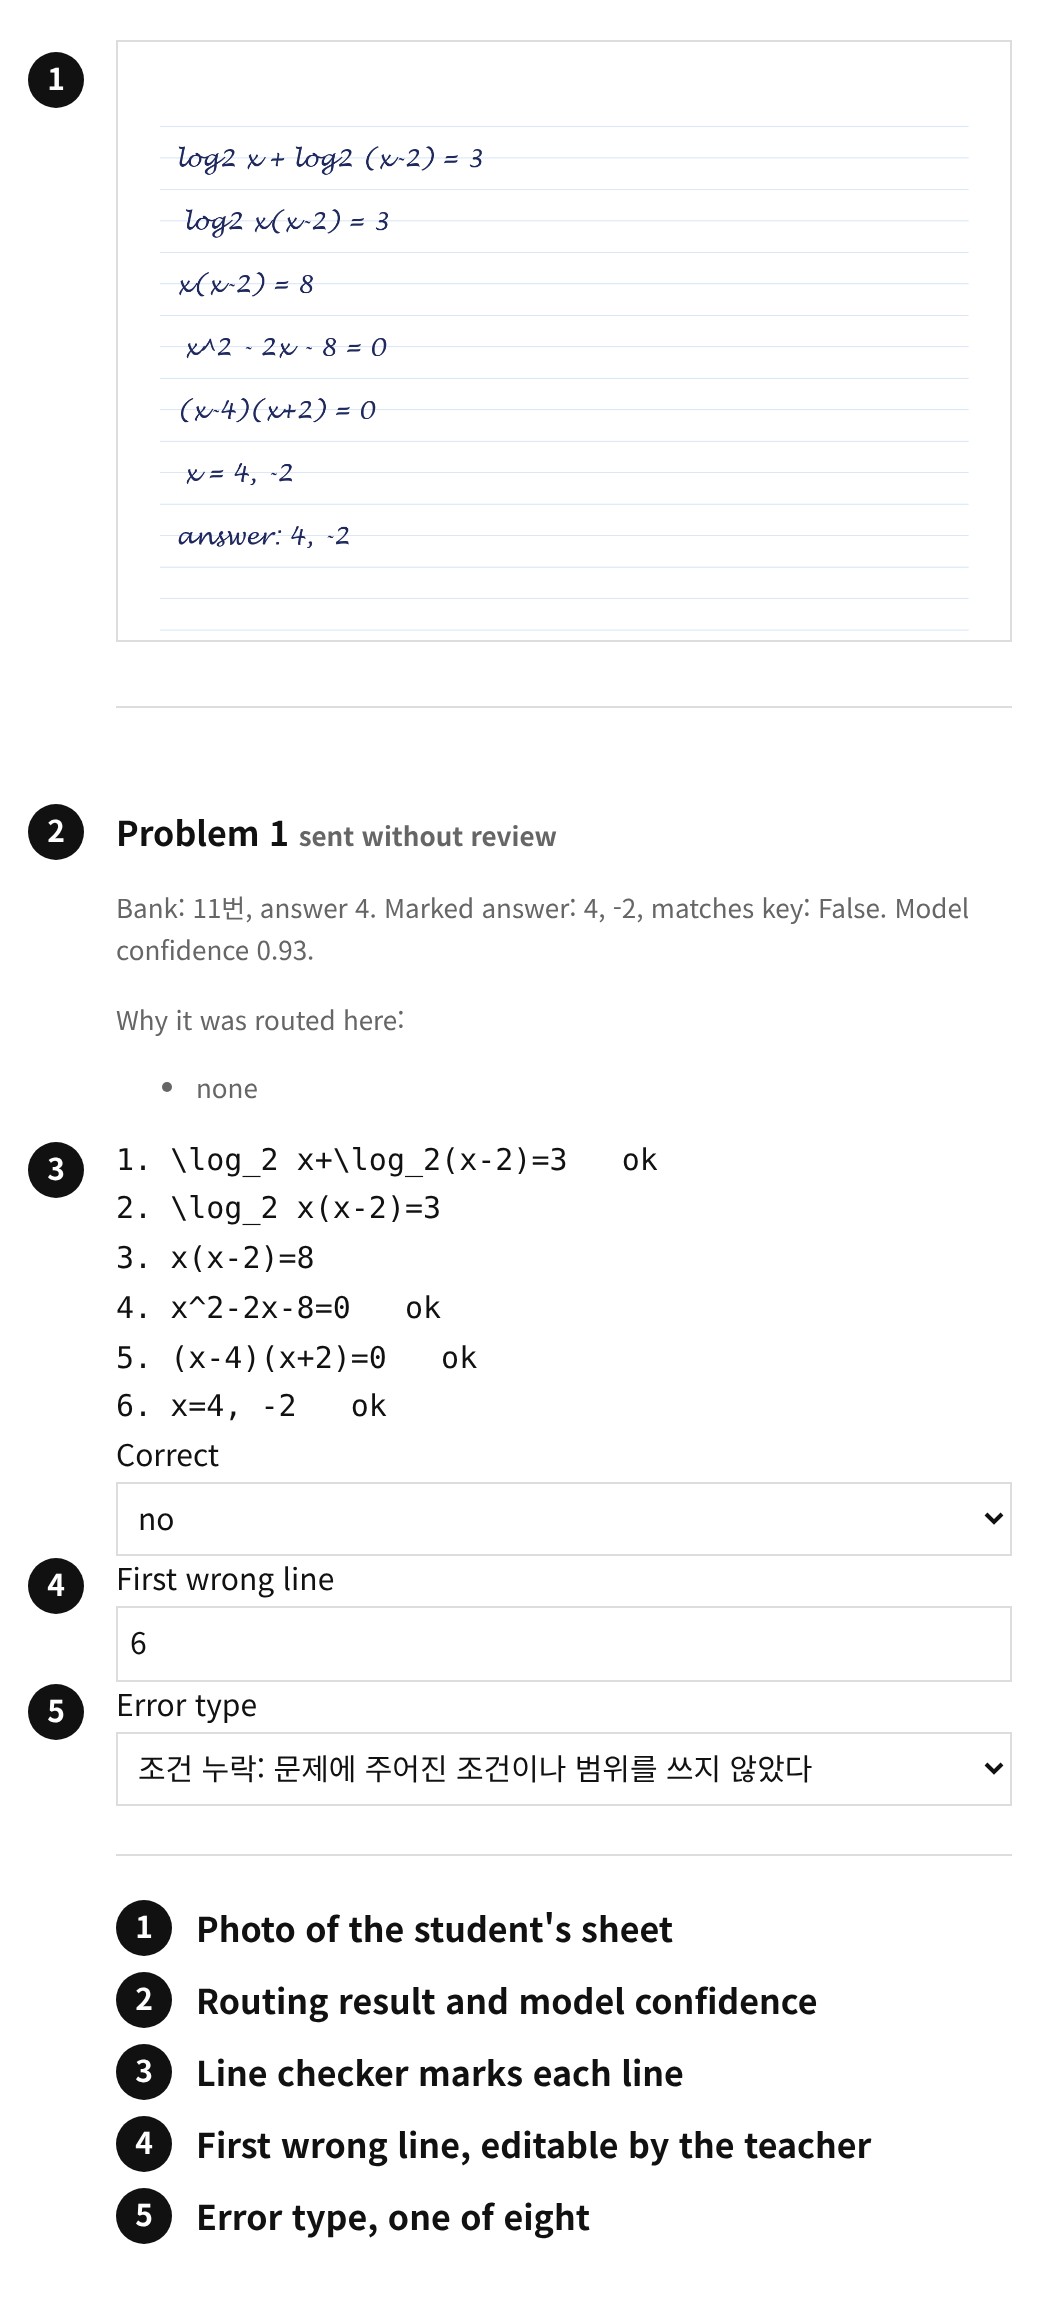 1
log2 x + log2 (x-2) = 3
log2 x(x-2) = 3
x(x-2) = 8
x^2 - 2x - 8 = 0
(x-4)(x+2) = 0
x = 4, -2
answer: 4, -2
2
Problem 1 sent without review
Bank: 11번, answer 4. Marked answer: 4, -2, matches key: False. Model
confidence 0.93.
Why it was routed here:
• none
3
1. \log_2 x+\log_2(x-2)=3   ok
2. \log_2 x(x-2)=3
3. x(x-2)=8
4. x^2-2x-8=0   ok
5. (x-4)(x+2)=0   ok
6. x=4, -2   ok
Correct
no
4
First wrong line
6
5
Error type
조건 누락: 문제에 주어진 조건이나 범위를 쓰지 않았다
1 Photo of the student's sheet
2 Routing result and model confidence
3 Line checker marks each line
4 First wrong line, editable by the teacher
5 Error type, one of eight